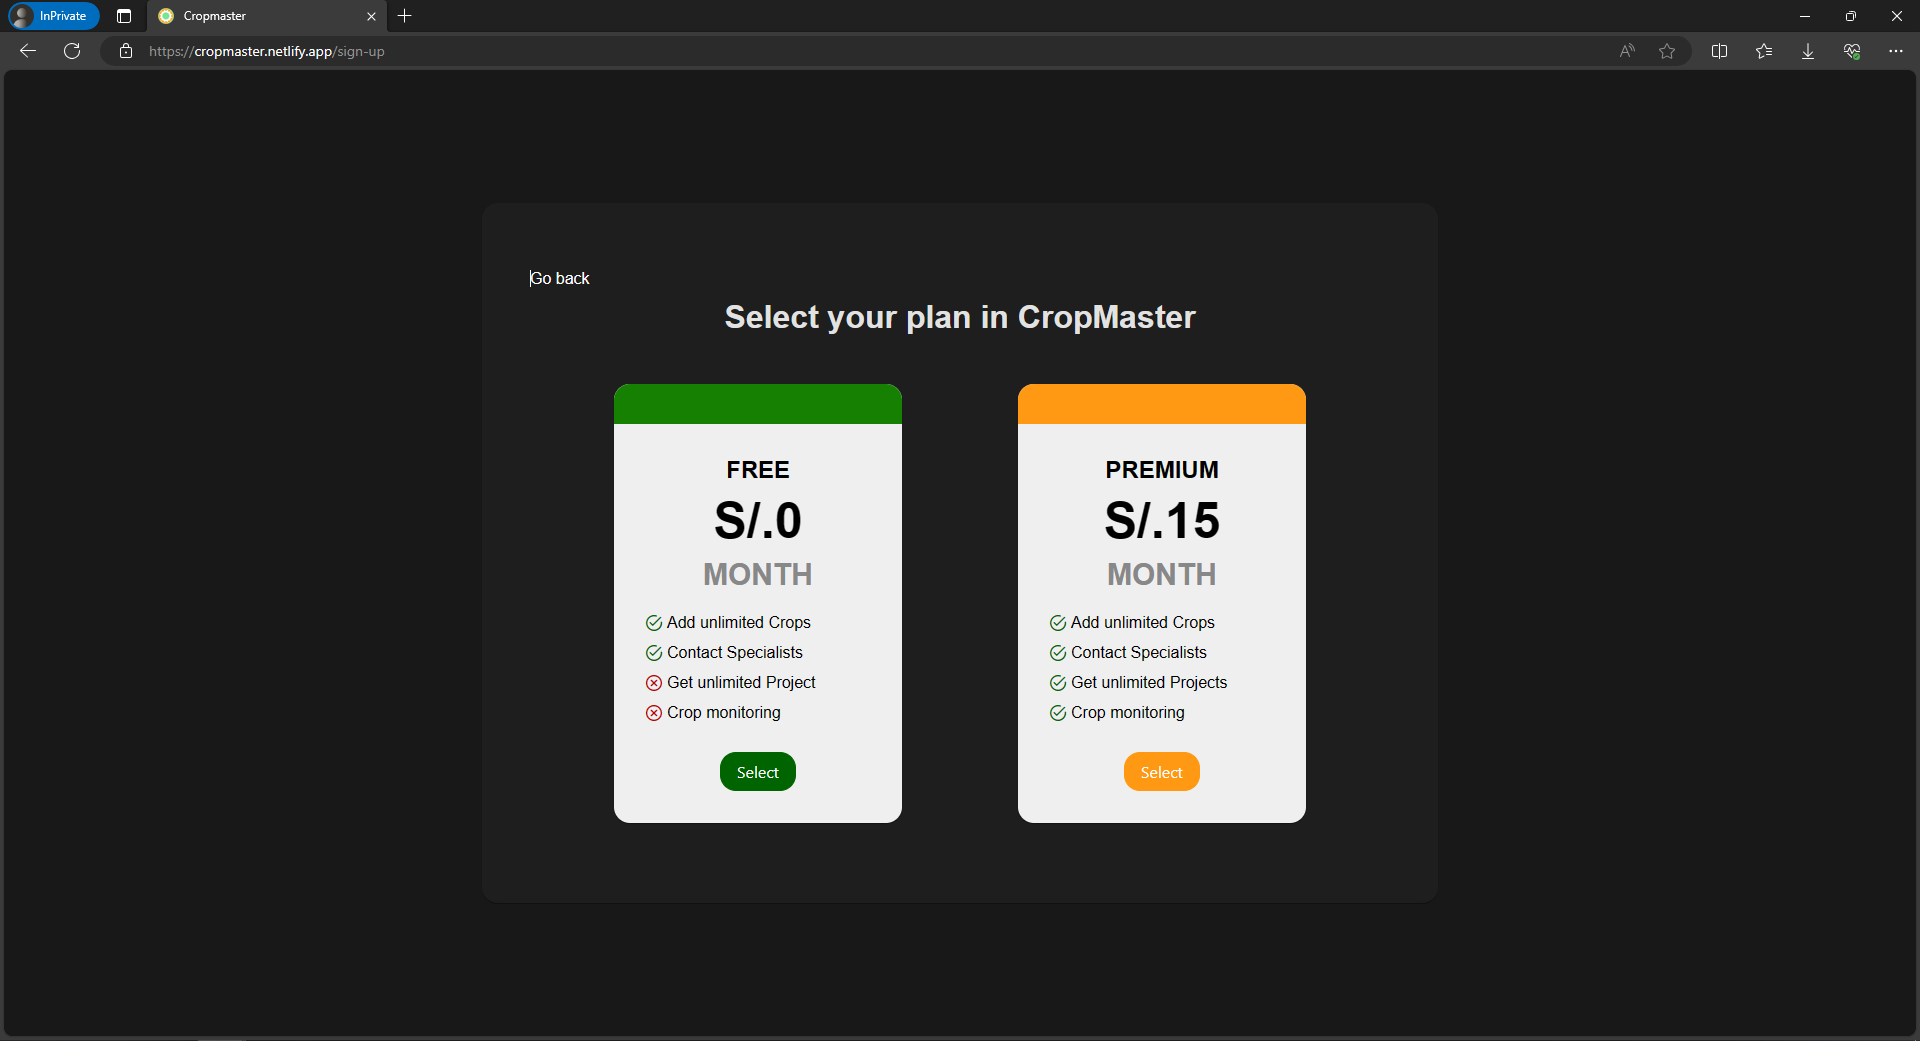 InPrivate
Cropmaster
https://cropmaster.netlify.app/sign-up
Go back
Select your plan in CropMaster
FREE
S/.0
MONTH
Add unlimited Crops
Contact Specialists
Get unlimited Project
Crop monitoring
Select
PREMIUM
S/.15
MONTH
Add unlimited Crops
Contact Specialists
Get unlimited Projects
Crop monitoring
Select